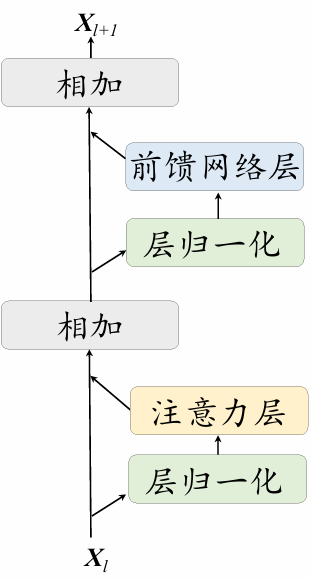 X_{l+1}
相加
前馈网络层
层归一化
相加
注意力层
层归一化
X_l